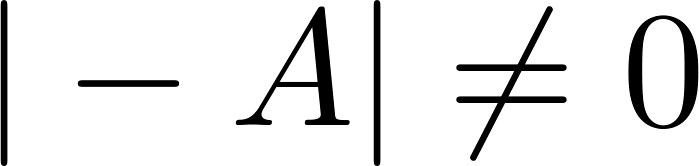 | − A| ≠ 0